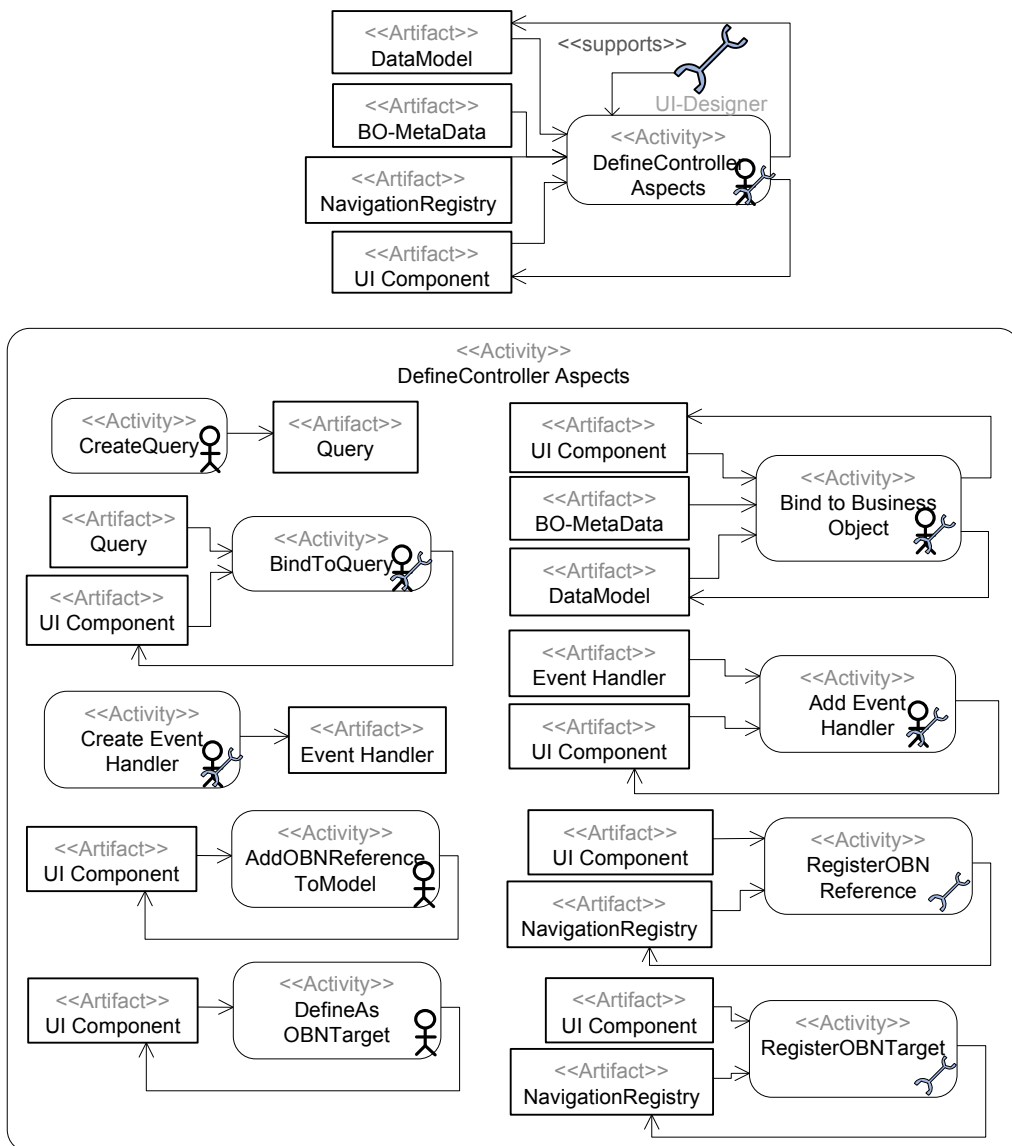 <<Artifact>>
DataModel
<<supports>>
UI-Designer
<<Artifact>>
BO-MetaData
<<Activity>>
DefineController
Aspects
<<Artifact>>
NavigationRegistry
<<Artifact>>
UI Component
<<Activity>>
DefineController Aspects
<<Activity>>
CreateQuery
<<Artifact>>
Query
<<Artifact>>
Query
<<Activity>>
BindToQuery
<<Artifact>>
UI Component
<<Activity>>
Create Event
Handler
<<Artifact>>
Event Handler
<<Artifact>>
UI Component
<<Activity>>
AddOBNReference
ToModel
<<Artifact>>
UI Component
<<Activity>>
DefineAs
OBNTarget
<<Artifact>>
UI Component
<<Artifact>>
BO-MetaData
<<Activity>>
Bind to Business
Object
<<Artifact>>
DataModel
<<Artifact>>
Event Handler
<<Activity>>
Add Event
Handler
<<Artifact>>
UI Component
<<Artifact>>
UI Component
<<Activity>>
RegisterOBN
Reference
<<Artifact>>
NavigationRegistry
<<Artifact>>
UI Component
<<Activity>>
RegisterOBNTarget
<<Artifact>>
NavigationRegistry